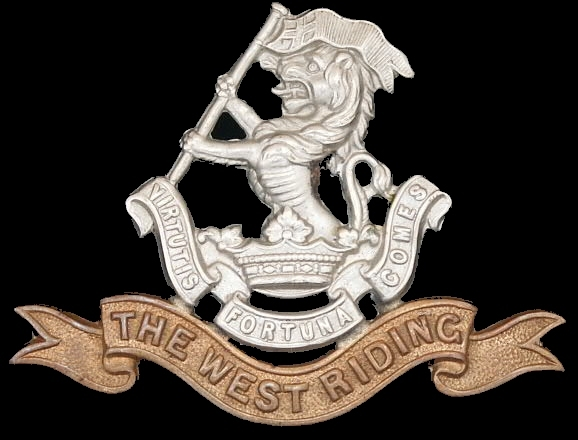 VIRTUTIS
FORTUNA
COMES
THE WEST RIDING